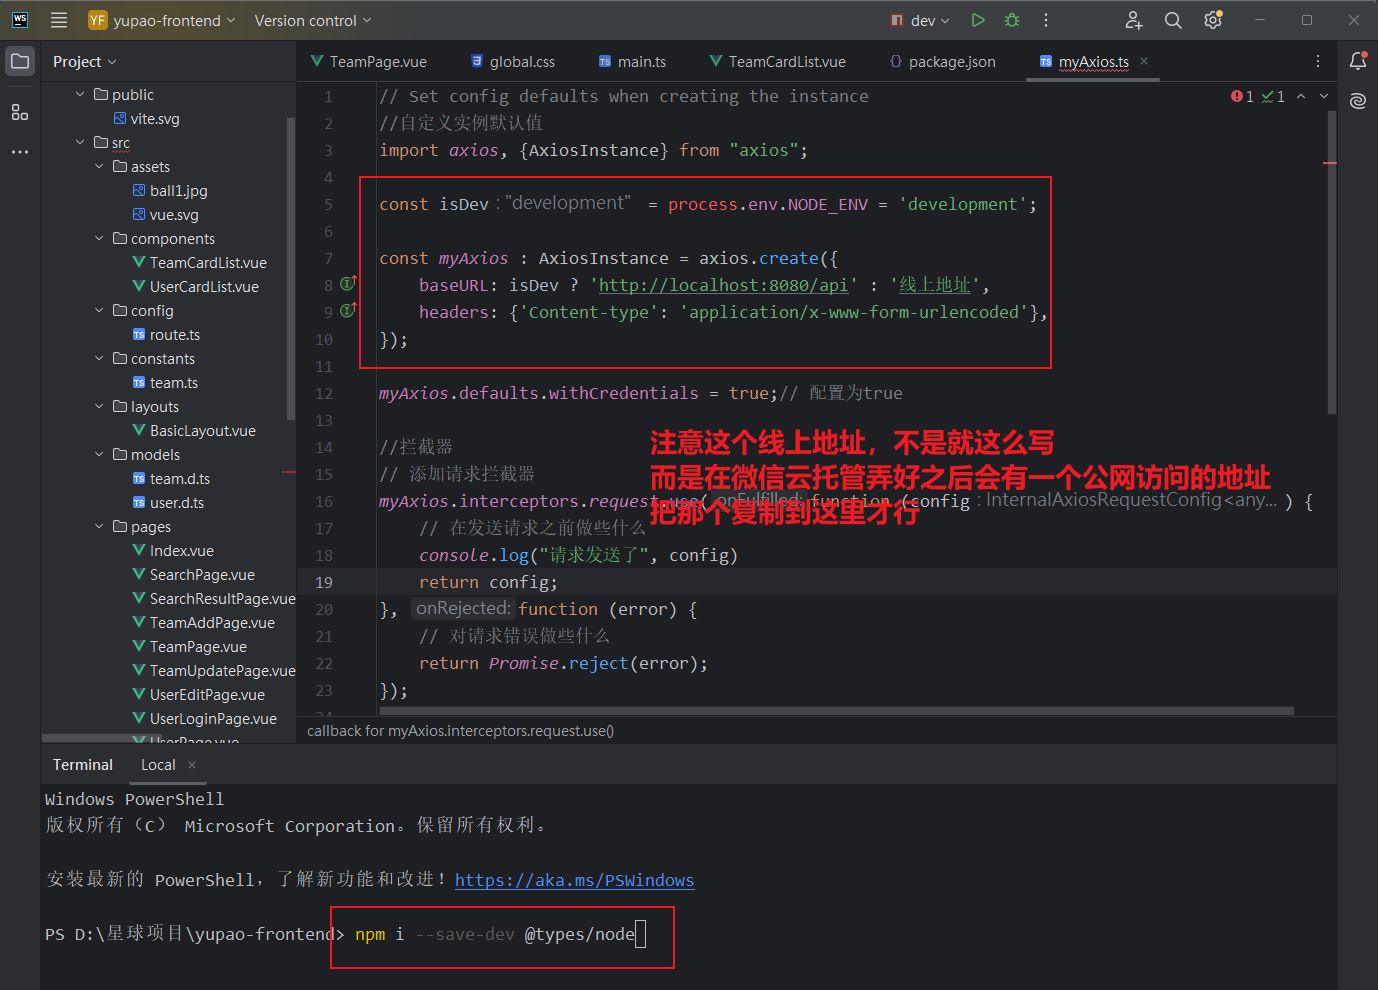 WS
YF yupao-frontend
Version control
dev
Project
public
vite.svg
src
assets
ball1.jpg
vue.svg
components
TeamCardList.vue
UserCardList.vue
config
route.ts
constants
team.ts
layouts
BasicLayout.vue
models
team.d.ts
user.d.ts
pages
Index.vue
SearchPage.vue
SearchResultPage.vue
TeamAddPage.vue
TeamPage.vue
TeamUpdatePage.vue
UserEditPage.vue
UserLoginPage.vue
UserPage.vue
TeamPage.vue global.css main.ts TeamCardList.vue package.json myAxios.ts
1 1
1 // Set config defaults when creating the instance
2 //自定义实例默认值
3 import axios, {AxiosInstance} from "axios";
4
5 const isDev : "development" = process.env.NODE_ENV = 'development';
6
7 const myAxios : AxiosInstance = axios.create({
8 baseURL: isDev ? 'http://localhost:8080/api' : '线上地址',
9 headers: {'Content-type': 'application/x-www-form-urlencoded'},
10 });
11
12 myAxios.defaults.withCredentials = true;// 配置为true
13
14 //拦截器
15 // 添加请求拦截器
16 myAxios.interceptors.request.use( onFulfilled: function (config : InternalAxiosRequestConfig<any... ) {
17 // 在发送请求之前做些什么
18 console.log("请求发送了", config)
19 return config;
20 }, onRejected: function (error) {
21 // 对请求错误做些什么
22 return Promise.reject(error);
23 });
24
注意这个线上地址，不是就这么写
而是在微信云托管弄好之后会有一个公网访问的地址
把那个复制到这里才行
callback for myAxios.interceptors.request.use()
Terminal Local
Windows PowerShell
版权所有（C） Microsoft Corporation。保留所有权利。
安装最新的 PowerShell，了解新功能和改进！https://aka.ms/PSWindows
PS D:\星球项目\yupao-frontend> npm i --save-dev @types/node